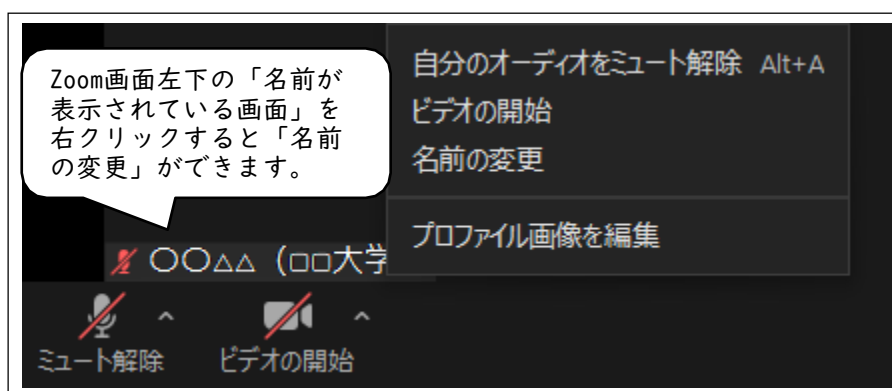 Zoom画面左下の「名前が
表示されている画面」を
右クリックすると「名前
の変更」ができます。
自分のオーディオをミュート解除 Alt+A
ビデオの開始
名前の変更
プロファイル画像を編集
〇〇△△（□□大学
ミュート解除 ビデオの開始